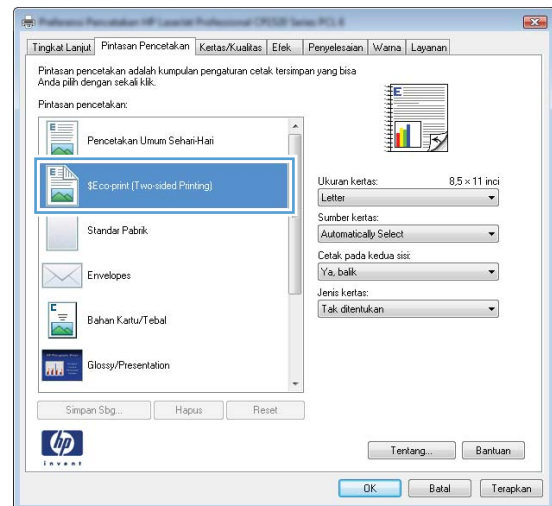 Tingkat Lanjut Pintasan Pencetakan Kertas/Kualitas Efek Penyelesaian Warna Layanan
Pintasan pencetakan adalah kumpulan pengaturan cetak tersimpan yang bisa
Anda pilih dengan sekali klik.
Pintasan pencetakan:
Pencetakan Umum Sehari-Hari
$Eco-print (Two-sided Printing)
Standar Pabrik
Envelopes
Bahan Kartu/Tebal
Glossy/Presentation
Ukuran kertas: 8,5 × 11 inci
Letter
Sumber kertas:
Automatically Select
Cetak pada kedua sisi:
Ya, balik
Jenis kertas:
Tak ditentukan
Simpan Sbg... Hapus Reset
hp
invent
Tentang... Bantuan
OK Batal Terapkan